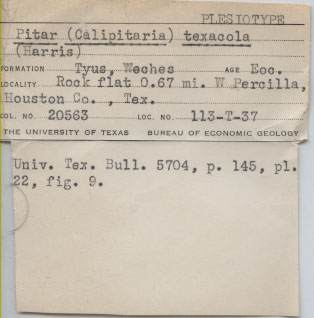 PLESIOTYPE
Pitar (Calipitaria) texacola
(Harris)
FORMATION Tyus, Weches AGE Eoc.
LOCALITY Rock flat 0.67 mi. W Percilla,
Houston Co. , Tex.
COL. NO. 20563 LOC. NO. 113-T-37
THE UNIVERSITY OF TEXAS BUREAU OF ECONOMIC GEOLOGY
Univ. Tex. Bull. 5704, p. 145, pl.
22, fig. 9.